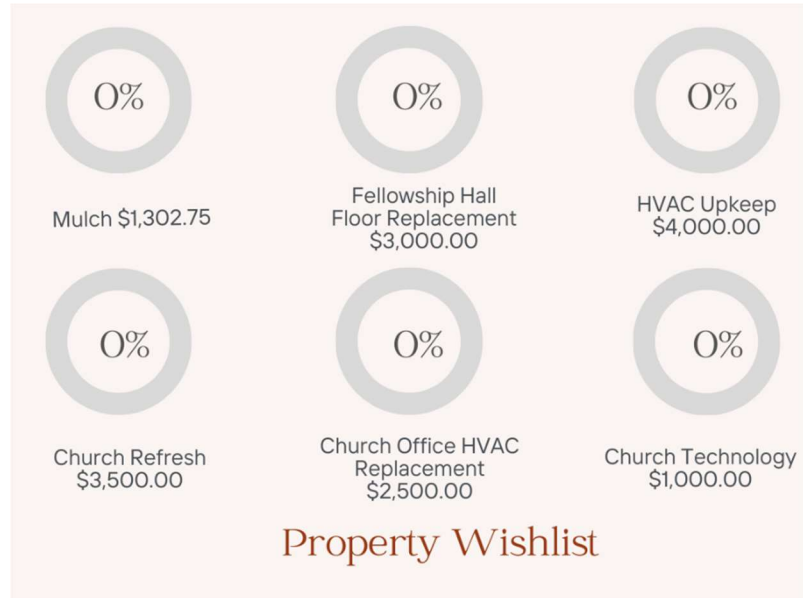 0%
0%
0%
Mulch $1,302.75
Fellowship Hall
Floor Replacement
$3,000.00
HVAC Upkeep
$4,000.00
0%
0%
0%
Church Refresh
$3,500.00
Church Office HVAC
Replacement
$2,500.00
Church Technology
$1,000.00
Property Wishlist